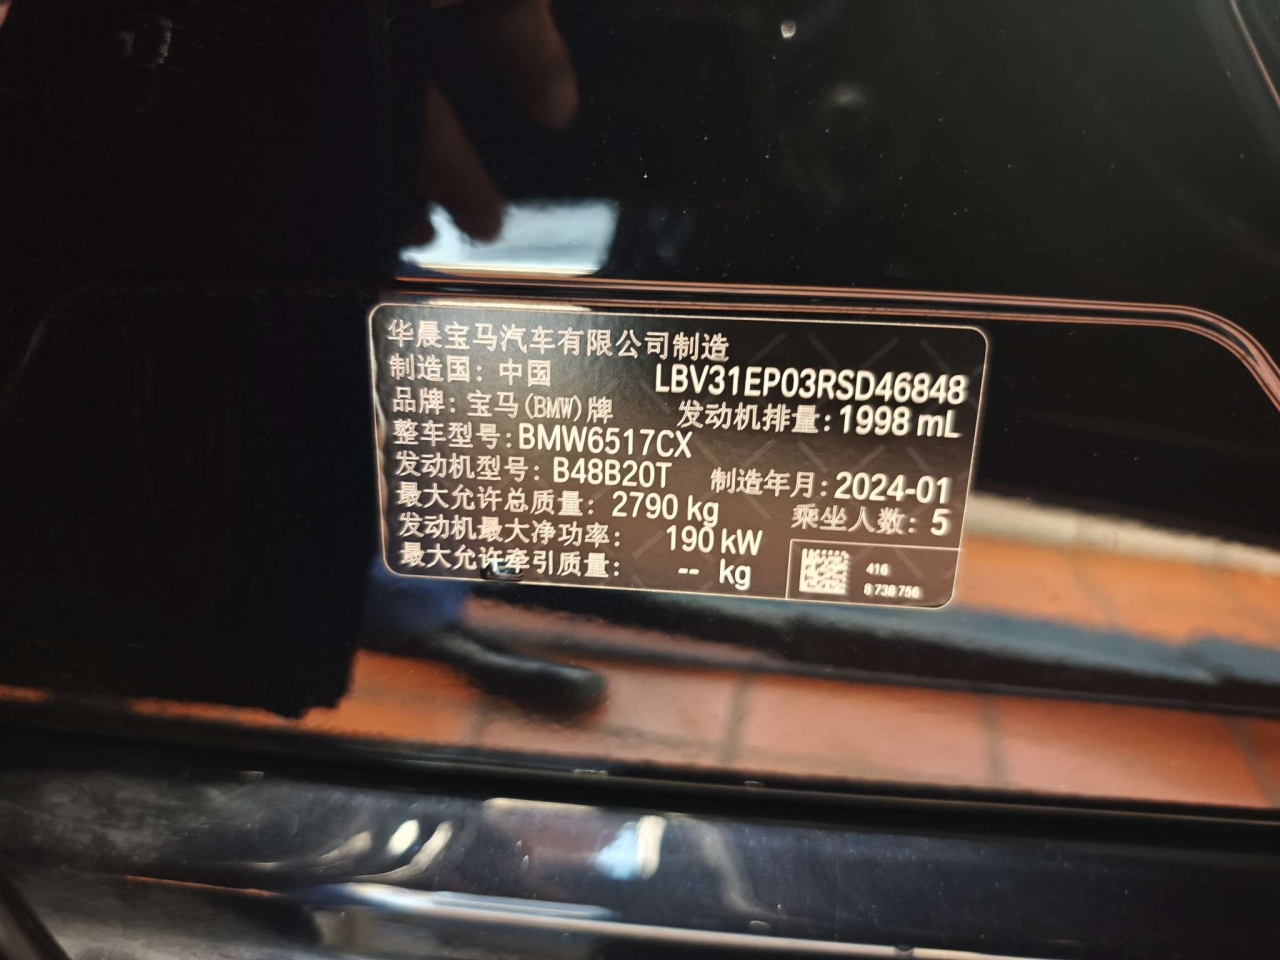 华晨宝马汽车有限公司制造
制造国：中国 LBV31EP03RSD46848
品牌：宝马(BMW)牌 发动机排量：1998 mL
整车型号：BMW6517CX
发动机型号：B48B20T 制造年月：2024-01
最大允许总质量：2790 kg 乘坐人数：5
发动机最大净功率：190 kW
最大允许牵引质量：-- kg
416
8 738 756